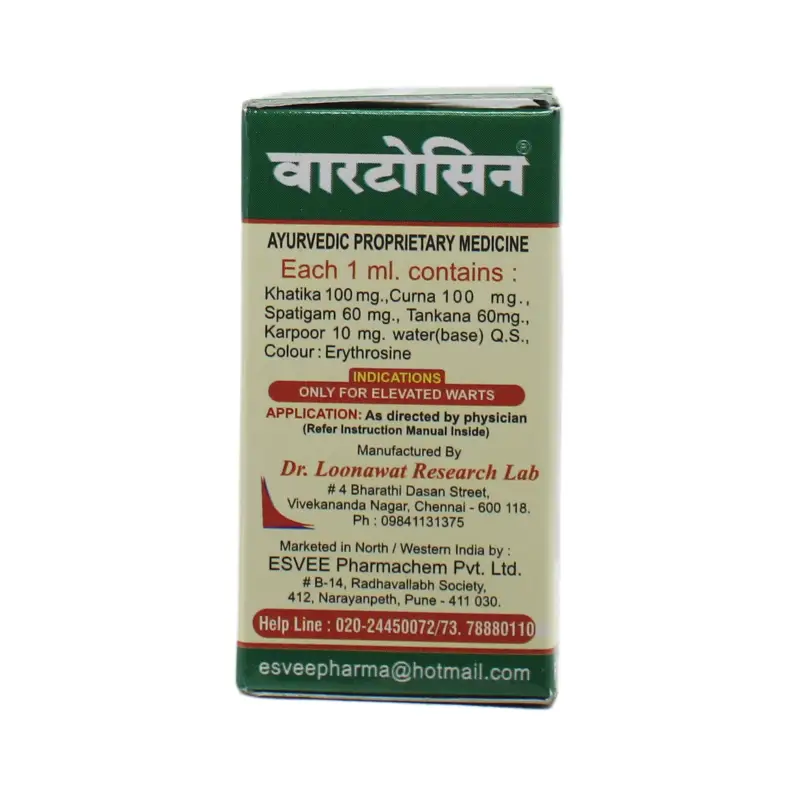 वारटोसिन®
AYURVEDIC PROPRIETARY MEDICINE
Each 1 ml. contains :
Khatika 100 mg.,Curna 100 mg.,
Spatigam 60 mg., Tankana 60mg.,
Karpoor 10 mg. water(base) Q.S.,
Colour : Erythrosine
INDICATIONS
ONLY FOR ELEVATED WARTS
APPLICATION: As directed by physician
(Refer Instruction Manual Inside)
Manufactured By
Dr. Loonawat Research Lab
# 4 Bharathi Dasan Street,
Vivekananda Nagar, Chennai - 600 118.
Ph : 09841131375
Marketed in North / Western India by :
ESVEE Pharmachem Pvt. Ltd.
# B-14, Radhavallabh Society,
412, Narayanpeth, Pune - 411 030.
Help Line : 020-24450072/73. 78880110
esveepharma@hotmail.com